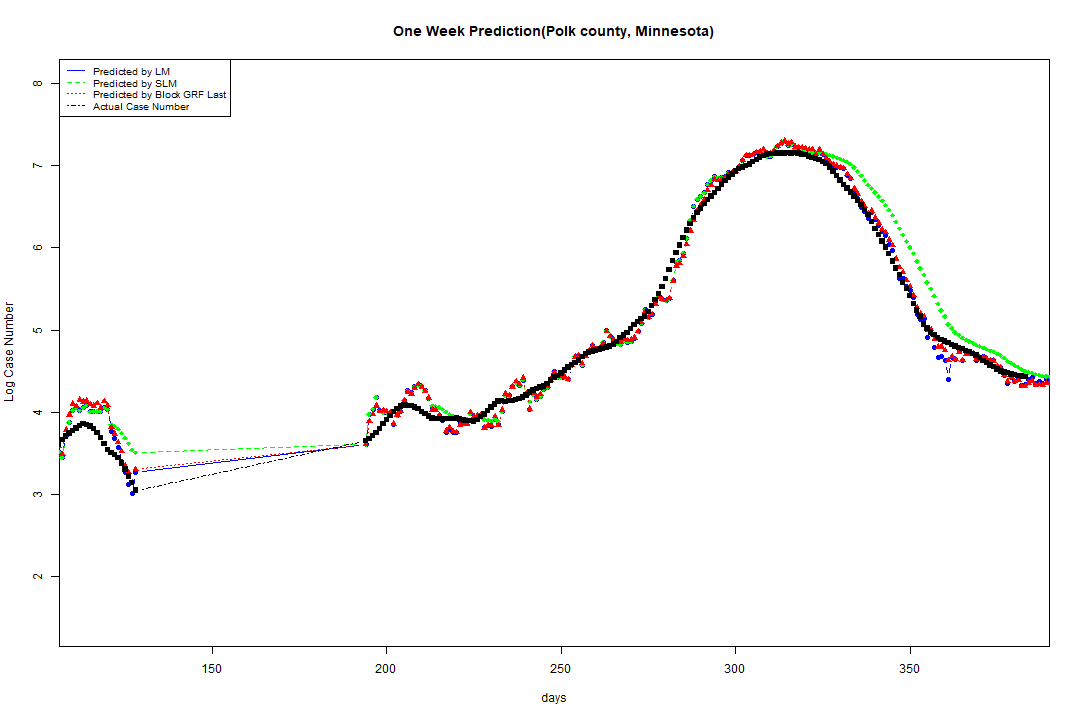 One Week Prediction(Polk county, Minnesota)
Predicted by LM
Predicted by SLM
Predicted by Block GRF Last
Actual Case Number
Log Case Number
8
7
6
5
4
3
2
150 200 250 300 350
days